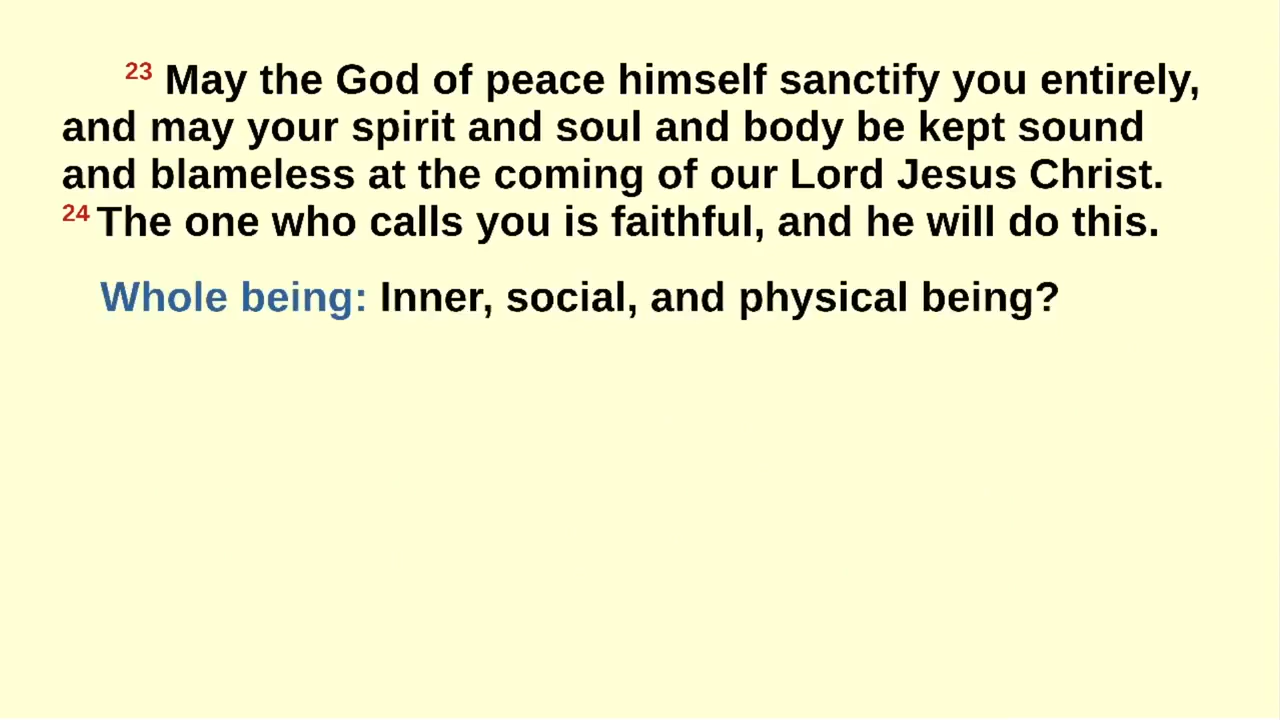 23 May the God of peace himself sanctify you entirely,
and may your spirit and soul and body be kept sound
and blameless at the coming of our Lord Jesus Christ.
24 The one who calls you is faithful, and he will do this.
Whole being: Inner, social, and physical being?